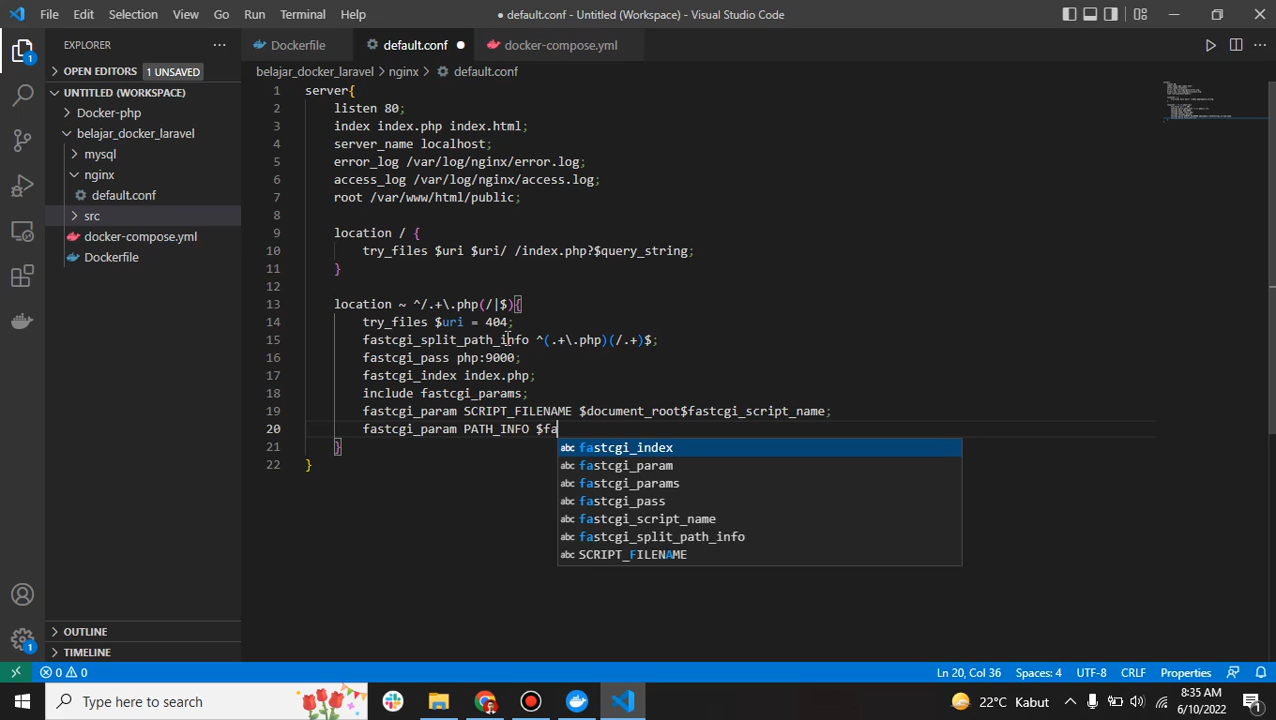 File Edit Selection View Go Run Terminal Help
● default.conf - Untitled (Workspace) - Visual Studio Code
EXPLORER
Dockerfile
default.conf ●
docker-compose.yml
OPEN EDITORS 1 UNSAVED
belajar_docker_laravel > nginx > default.conf
UNTITLED (WORKSPACE)
Docker-php
belajar_docker_laravel
mysql
nginx
default.conf
src
docker-compose.yml
Dockerfile
OUTLINE
TIMELINE
1 server{
2 listen 80;
3 index index.php index.html;
4 server_name localhost;
5 error_log /var/log/nginx/error.log;
6 access_log /var/log/nginx/access.log;
7 root /var/www/html/public;
8
9 location / {
10 try_files $uri $uri/ /index.php?$query_string;
11 }
12
13 location ~ ^/.+\.php(/|$){
14 try_files $uri = 404;
15 fastcgi_split_path_info ^(.+\.php)(/.+)$;
16 fastcgi_pass php:9000;
17 fastcgi_index index.php;
18 include fastcgi_params;
19 fastcgi_param SCRIPT_FILENAME $document_root$fastcgi_script_name;
20 fastcgi_param PATH_INFO $fa
21 }
22 }
abc fastcgi_index
abc fastcgi_param
abc fastcgi_params
abc fastcgi_pass
abc fastcgi_script_name
abc fastcgi_split_path_info
abc SCRIPT_FILENAME
1
1
0 0
Ln 20, Col 36 Spaces: 4 UTF-8 CRLF Properties
Type here to search
22°C Kabut
8:35 AM
6/10/2022
1